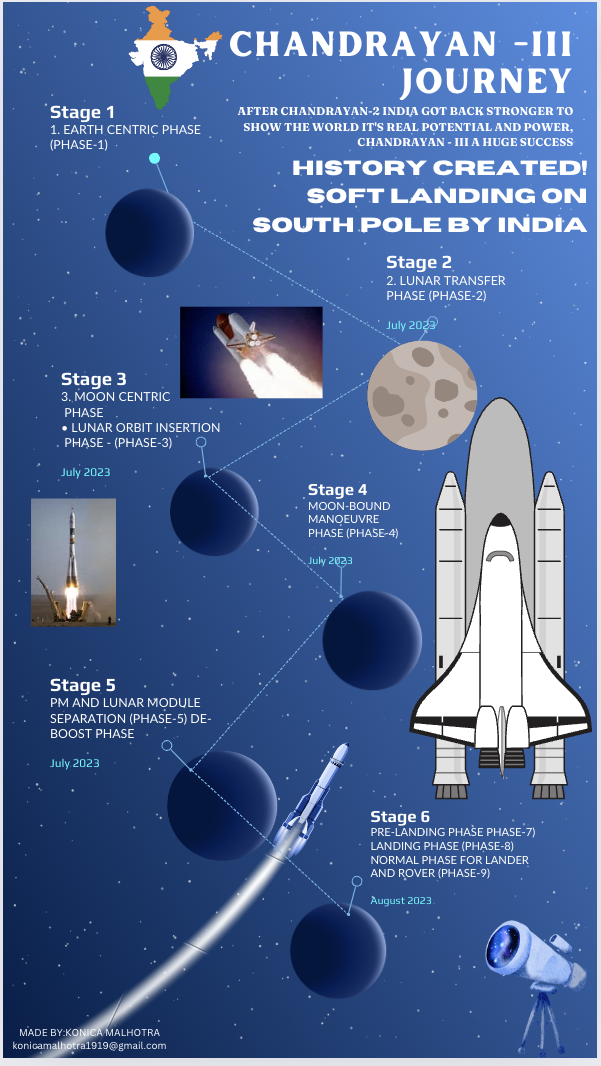 CHANDRAYAN -III
JOURNEY
AFTER CHANDRAYAN-2 INDIA GOT BACK STRONGER TO
SHOW THE WORLD IT'S REAL POTENTIAL AND POWER,
CHANDRAYAN - III A HUGE SUCCESS
HISTORY CREATED!
SOFT LANDING ON
SOUTH POLE BY INDIA
Stage 1
1. EARTH CENTRIC PHASE
(PHASE-1)
Stage 2
2. LUNAR TRANSFER
PHASE (PHASE-2)
July 2023
Stage 3
3. MOON CENTRIC
PHASE
• LUNAR ORBIT INSERTION
PHASE - (PHASE-3)
July 2023
Stage 4
MOON-BOUND
MANOEUVRE
PHASE (PHASE-4)
July 2023
Stage 5
PM AND LUNAR MODULE
SEPARATION (PHASE-5) DE-
BOOST PHASE
July 2023
Stage 6
PRE-LANDING PHASE PHASE-7)
LANDING PHASE (PHASE-8)
NORMAL PHASE FOR LANDER
AND ROVER (PHASE-9)
August 2023
MADE BY:KONICA MALHOTRA
konicamalhotra1919@gmail.com